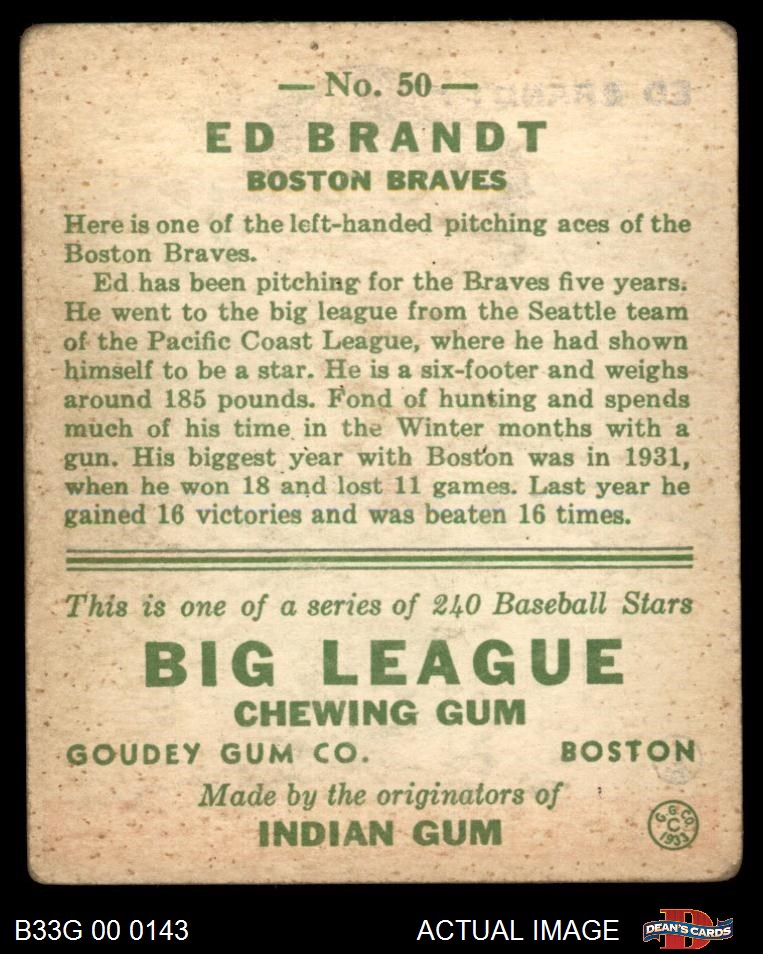 — No. 50 —
ED BRANDT
ED BRANDT
BOSTON BRAVES
Here is one of the left-handed pitching aces of the
Boston Braves.
Ed has been pitching for the Braves five years.
He went to the big league from the Seattle team
of the Pacific Coast League, where he had shown
himself to be a star. He is a six-footer and weighs
around 185 pounds. Fond of hunting and spends
much of his time in the Winter months with a
gun. His biggest year with Boston was in 1931,
when he won 18 and lost 11 games. Last year he
gained 16 victories and was beaten 16 times.
This is one of a series of 240 Baseball Stars
BIG LEAGUE
CHEWING GUM
GOUDEY GUM CO. BOSTON
Made by the originators of
INDIAN GUM
G. G. CO.
C
1933
B33G 00 0143 ACTUAL IMAGE D DEAN'S CARDS